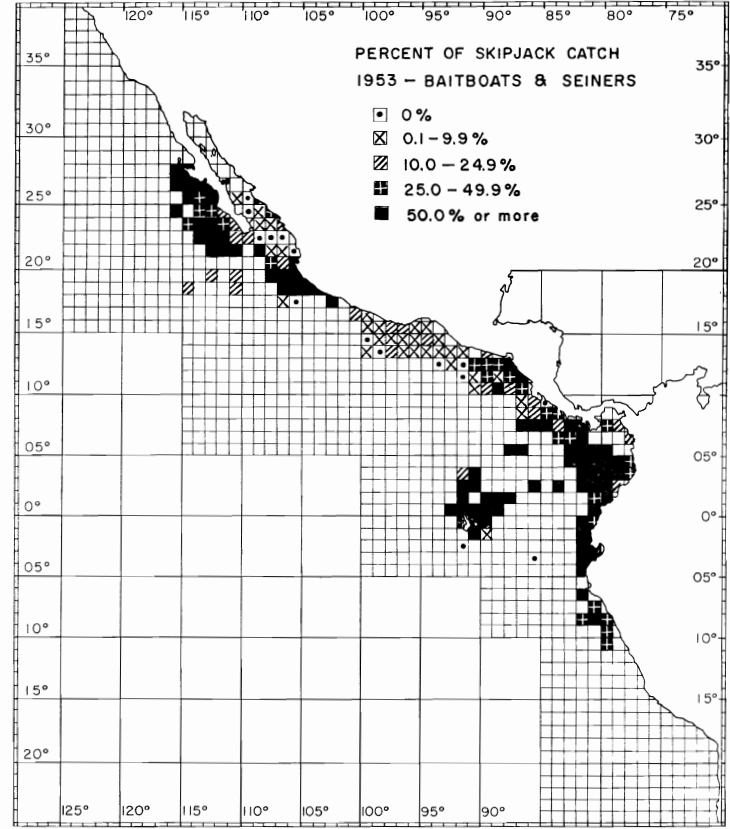 120° 115° 110° 105° 100° 95° 90° 85° 80° 75°
PERCENT OF SKIPJACK CATCH
1953 – BAITBOATS & SEINERS
0%
0.1–9.9%
10.0 – 24.9%
25.0 – 49.9%
50.0% or more
35° 35°
30° 30°
25° 25°
20° 20°
15° 15°
10°
05° 05°
0° 0°
05° 05°
10° 10°
15° 15°
20°
125° 120° 115° 110° 105° 100° 95° 90°